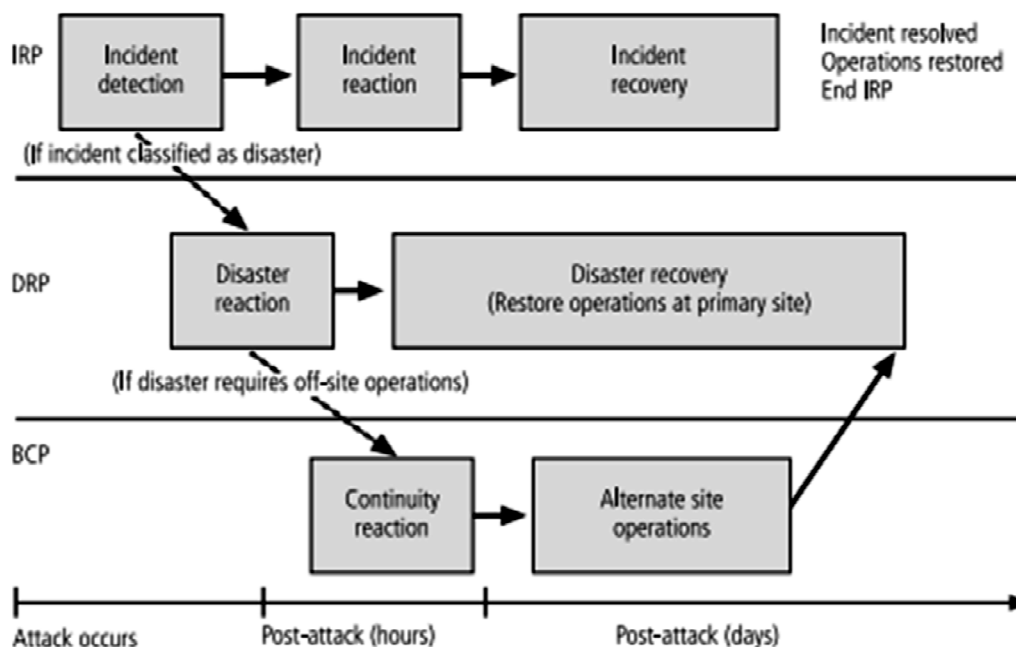 IRP
Incident
detection
Incident
reaction
Incident
recovery
Incident resolved
Operations restored
End IRP
(If incident classified as disaster)
DRP
Disaster
reaction
Disaster recovery
(Restore operations at primary site)
(If disaster requires off-site operations)
BCP
Continuity
reaction
Alternate site
operations
Attack occurs
Post-attack (hours)
Post-attack (days)